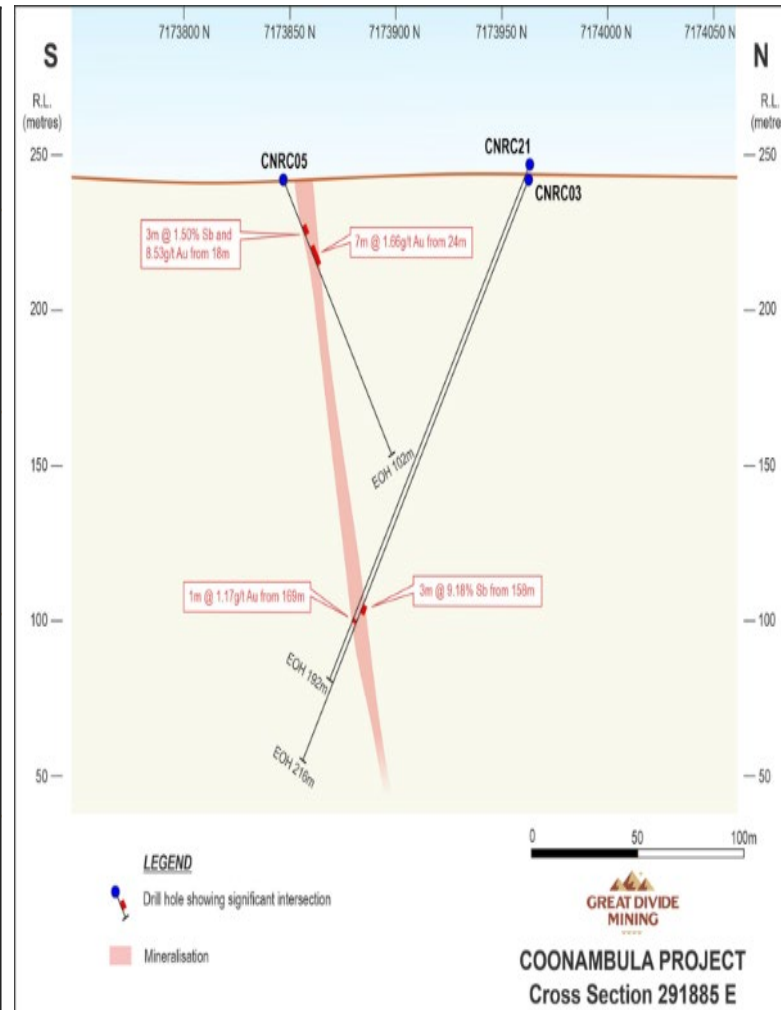 7173800 N 7173850 N 7173900 N 7173950 N 7174000 N 7174050 N
S N
R.L.
(metres)
R.L.
(metre
250 250
CNRC05 CNRC21
CNRC03
3m @ 1.50% Sb and
8.53g/t Au from 18m
7m @ 1.66g/t Au from 24m
200 200
150 150
EOH 102m
1m @ 1.17g/t Au from 169m
3m @ 9.18% Sb from 158m
100 100
EOH 192m
EOH 216m
50 50
0 50 100m
LEGEND
Drill hole showing significant intersection
Mineralisation
GREAT DIVIDE
MINING
COONAMBULA PROJECT
Cross Section 291885 E